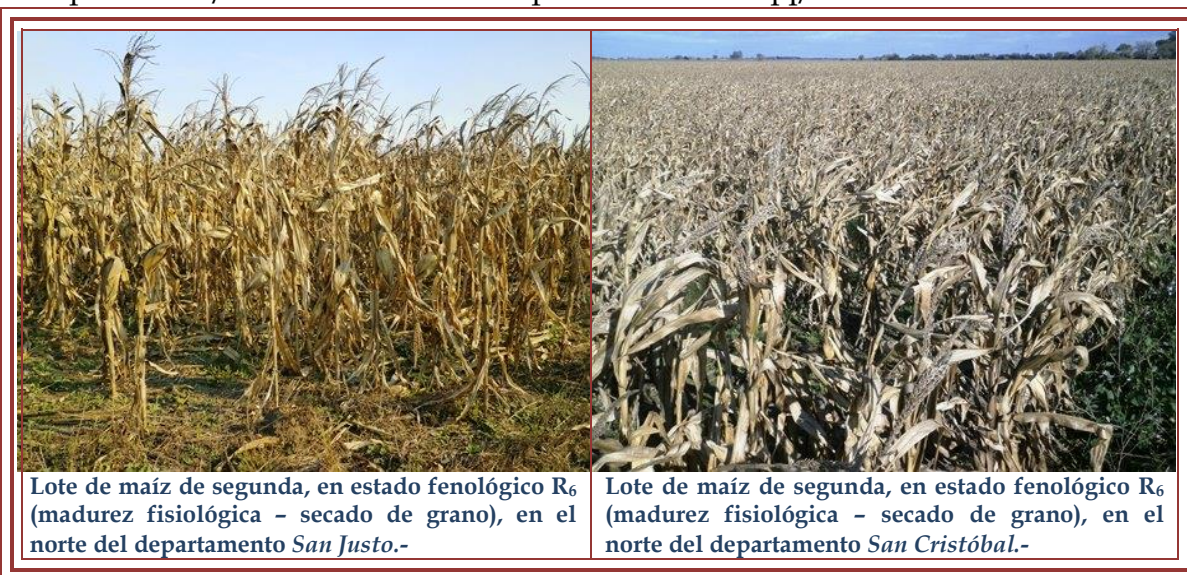 Lote de maíz de segunda, en estado fenológico R₆
(madurez fisiológica – secado de grano), en el
norte del departamento San Justo.-
Lote de maíz de segunda, en estado fenológico R₆
(madurez fisiológica – secado de grano), en el
norte del departamento San Cristóbal.-